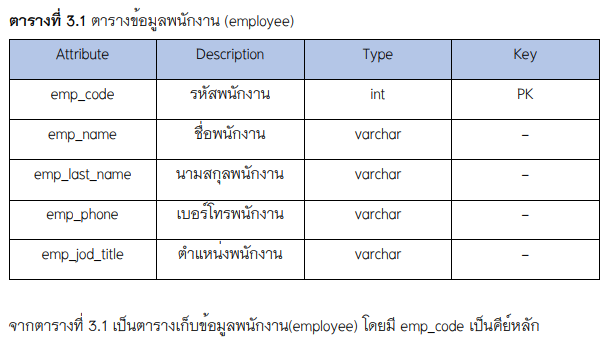 ตารางที่ 3.1 ตารางข้อมูลพนักงาน (employee)
Attribute Description Type Key
emp_code รหัสพนักงาน int PK
emp_name ชื่อพนักงาน varchar –
emp_last_name นามสกุลพนักงาน varchar –
emp_phone เบอร์โทรพนักงาน varchar –
emp_jod_title ตำแหน่งพนักงาน varchar –
จากตารางที่ 3.1 เป็นตารางเก็บข้อมูลพนักงาน(employee) โดยมี emp_code เป็นคีย์หลัก